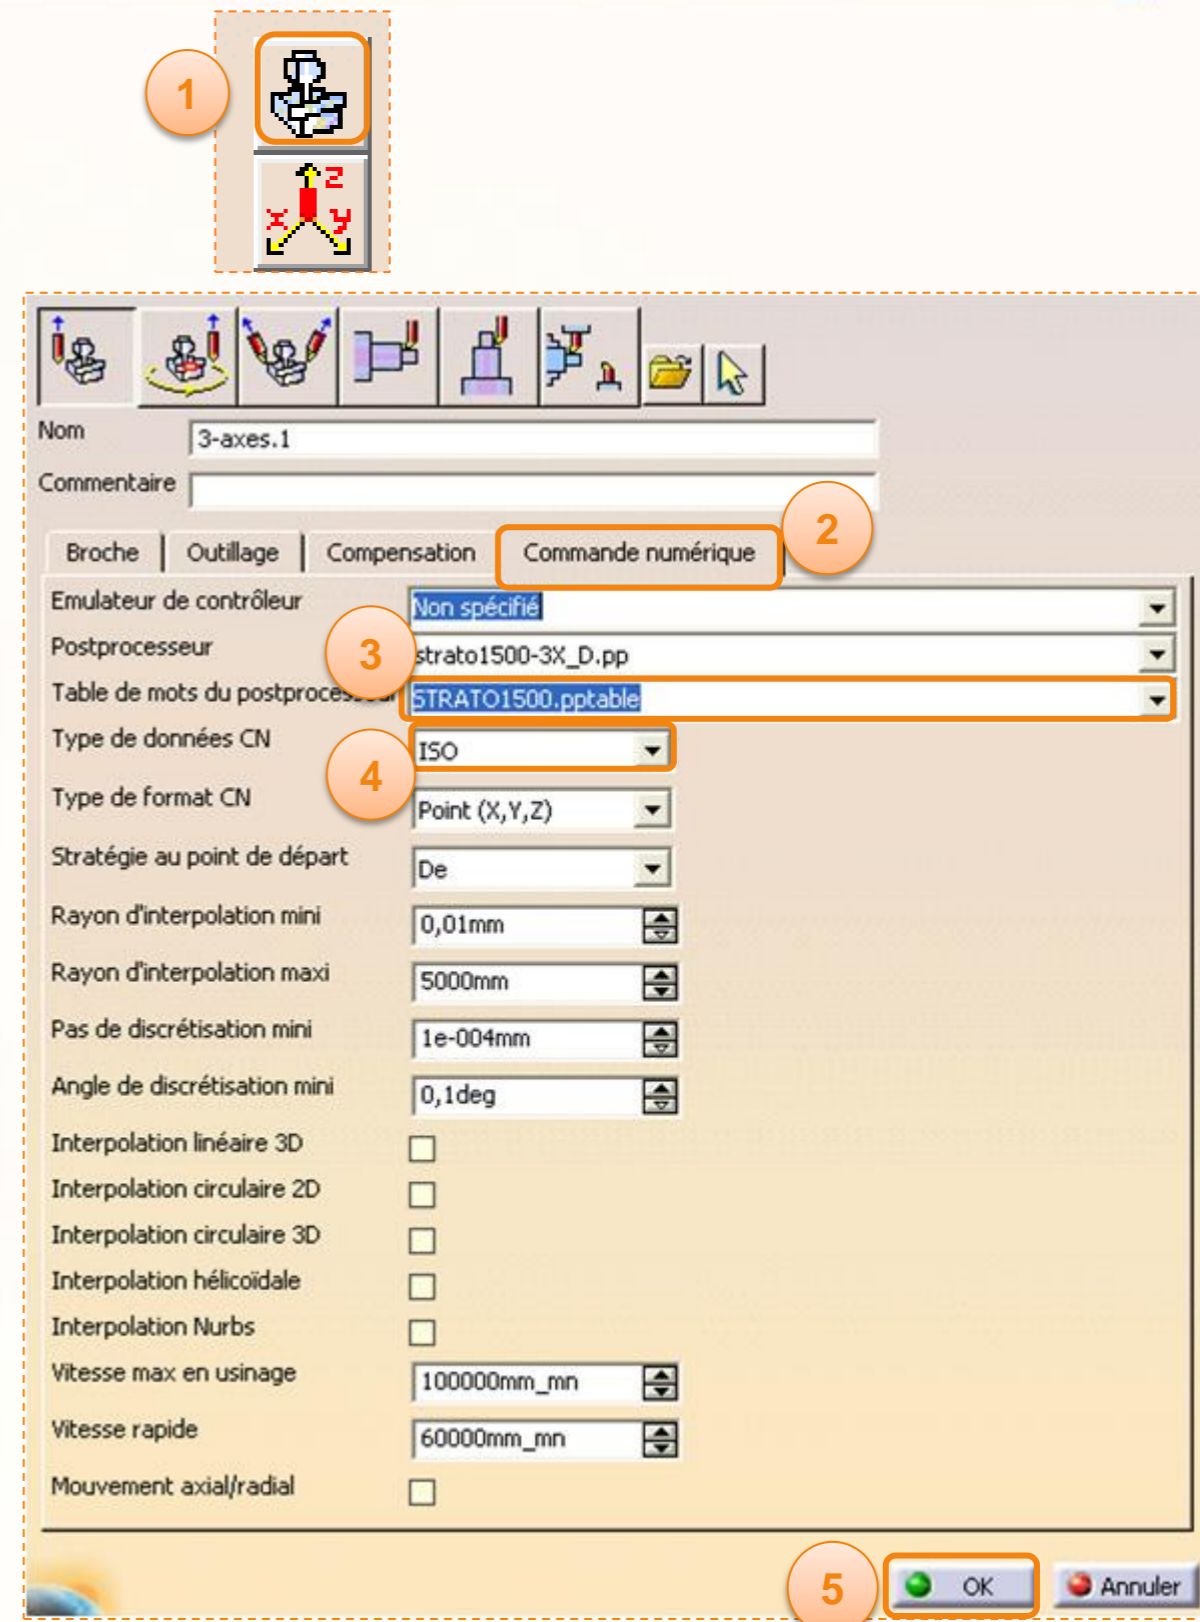 1
z
x y
Nom 3-axes.1
Commentaire
2
Broche Outillage Compensation Commande numérique
Emulateur de contrôleur Non spécifié
3
Postprocesseur strato1500-3X_D.pp
Table de mots du postprocesseur STRATO1500.pptable
Type de données CN ISO
4
Type de format CN Point (X,Y,Z)
Stratégie au point de départ De
Rayon d'interpolation mini 0,01mm
Rayon d'interpolation maxi 5000mm
Pas de discrétisation mini 1e-004mm
Angle de discrétisation mini 0,1deg
Interpolation linéaire 3D
Interpolation circulaire 2D
Interpolation circulaire 3D
Interpolation hélicoïdale
Interpolation Nurbs
Vitesse max en usinage 100000mm_mn
Vitesse rapide 60000mm_mn
Mouvement axial/radial
5 OK Annuler